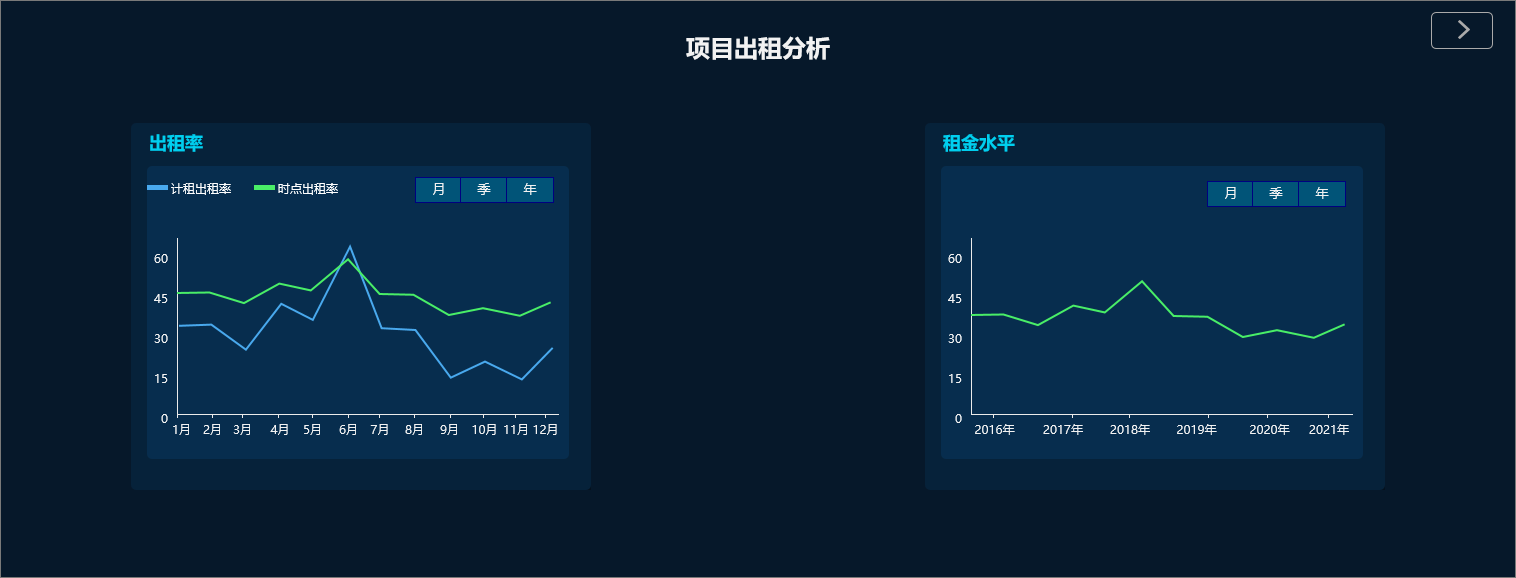 项目出租分析
出租率
计租出租率 时点出租率 月 季 年
60
45
30
15
0
1月 2月 3月 4月 5月 6月 7月 8月 9月 10月 11月 12月
租金水平
月 季 年
60
45
30
15
0
2016年 2017年 2018年 2019年 2020年 2021年